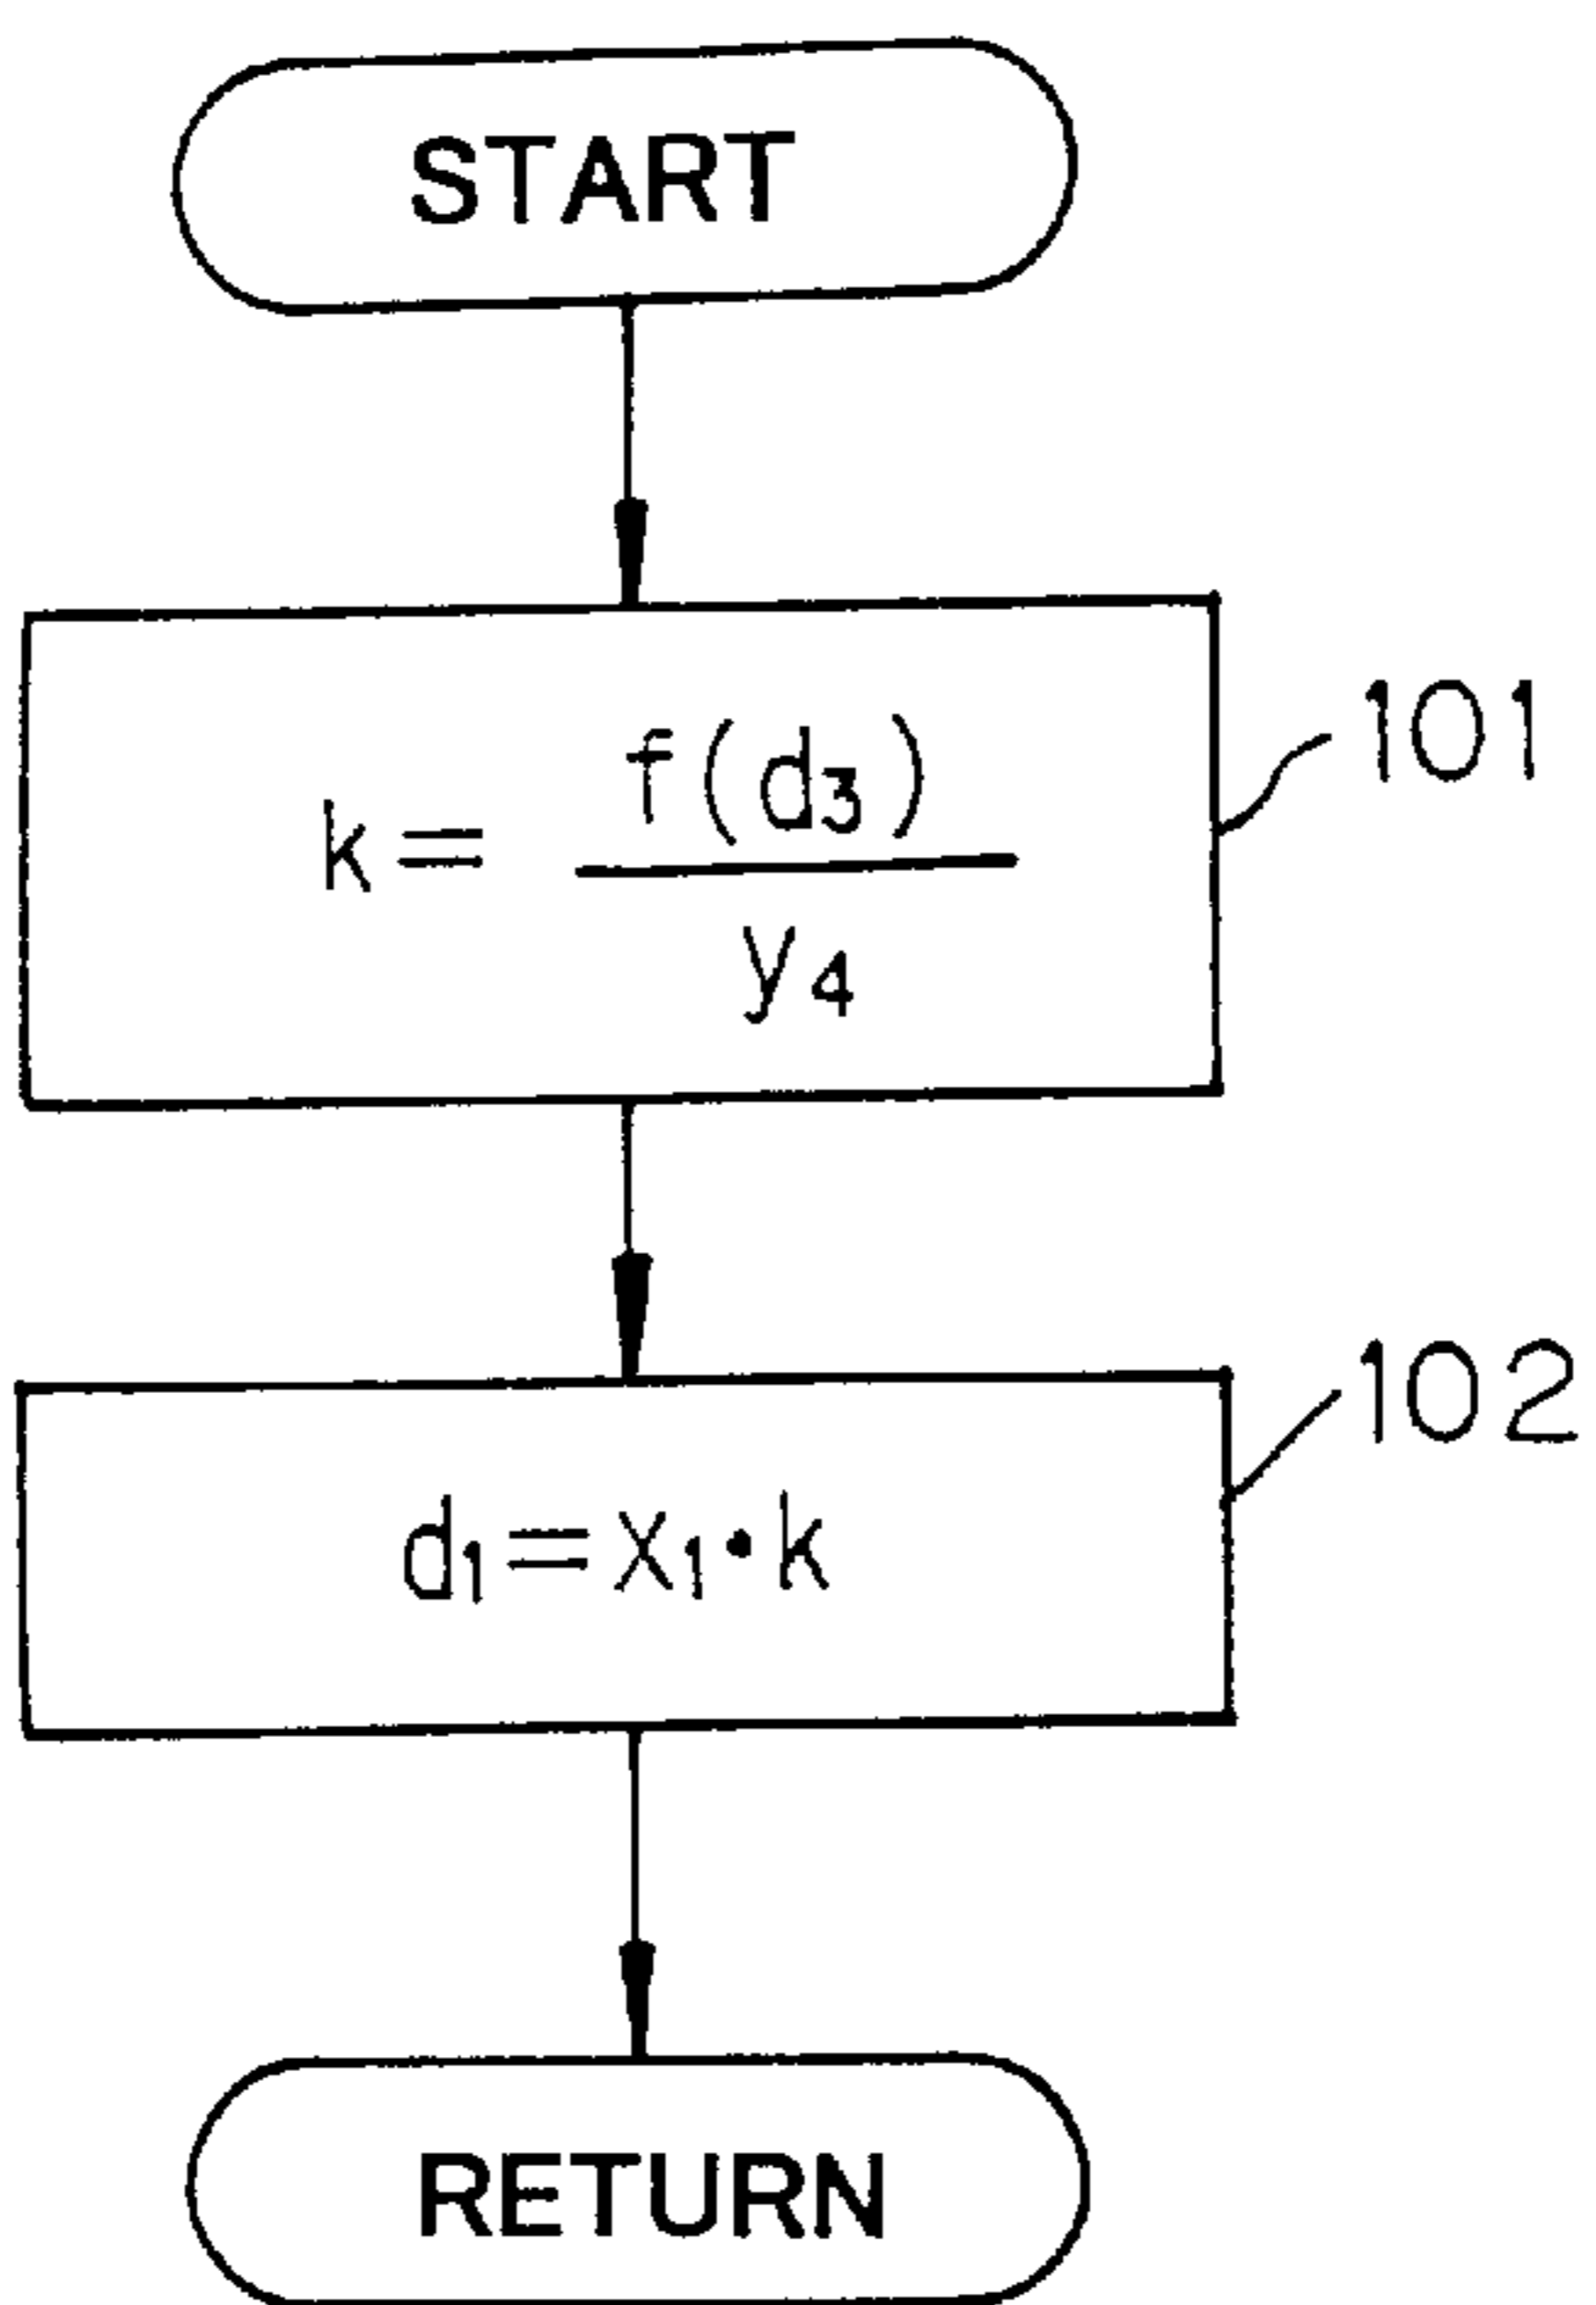 START
k = f(d₃) / y₄
101
d₁ = x₁ · k
102
RETURN